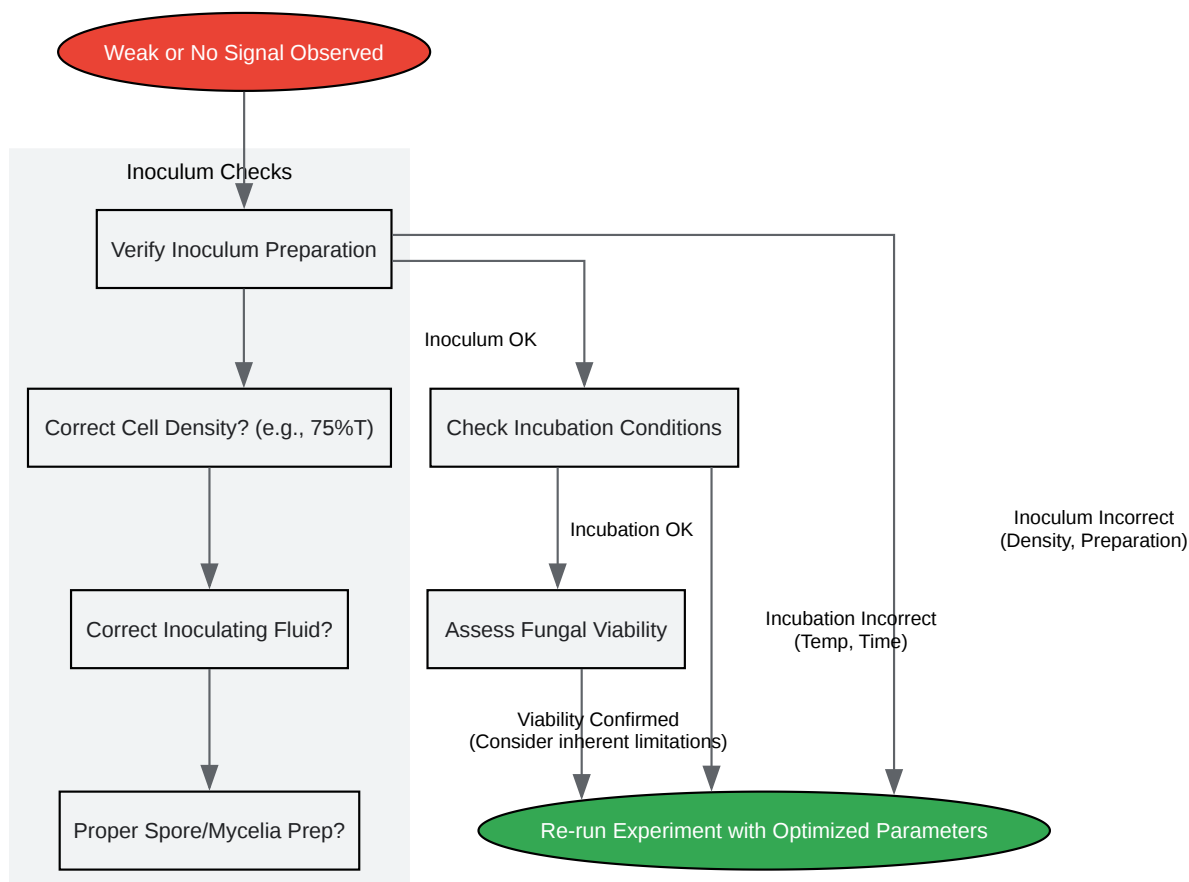 Weak or No Signal Observed
Inoculum Checks
Verify Inoculum Preparation
Inoculum OK
Correct Cell Density? (e.g., 75%T)
Check Incubation Conditions
Incubation OK
Inoculum Incorrect
(Density, Preparation)
Correct Inoculating Fluid?
Assess Fungal Viability
Incubation Incorrect
(Temp, Time)
Viability Confirmed
(Consider inherent limitations)
Proper Spore/Mycelia Prep?
Re-run Experiment with Optimized Parameters